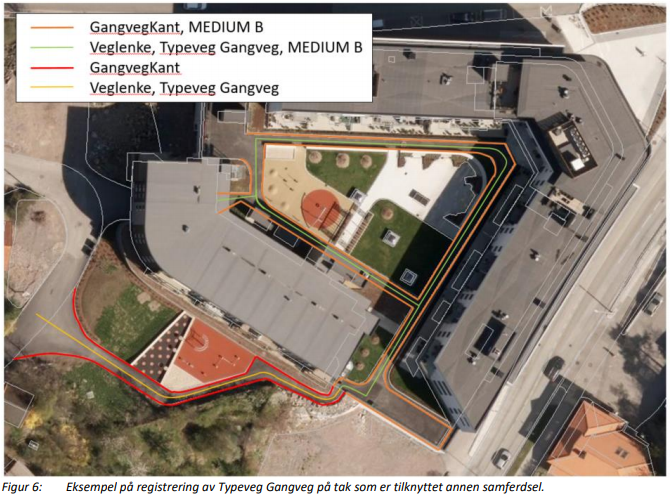 GangvegKant, MEDIUM B
Veglenke, Typeveg Gangveg, MEDIUM B
GangvegKant
Veglenke, Typeveg Gangveg
Figur 6: Eksempel på registrering av Typeveg Gangveg på tak som er tilknyttet annen samferdsel.